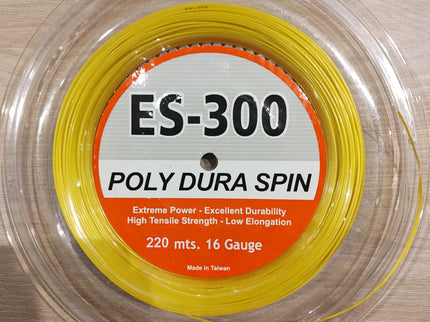 ES-300
POLY DURA SPIN
Extreme Power - Excellent Durability
High Tensile Strength - Low Elongation
220 mts. 16 Gauge
Made in Taiwan